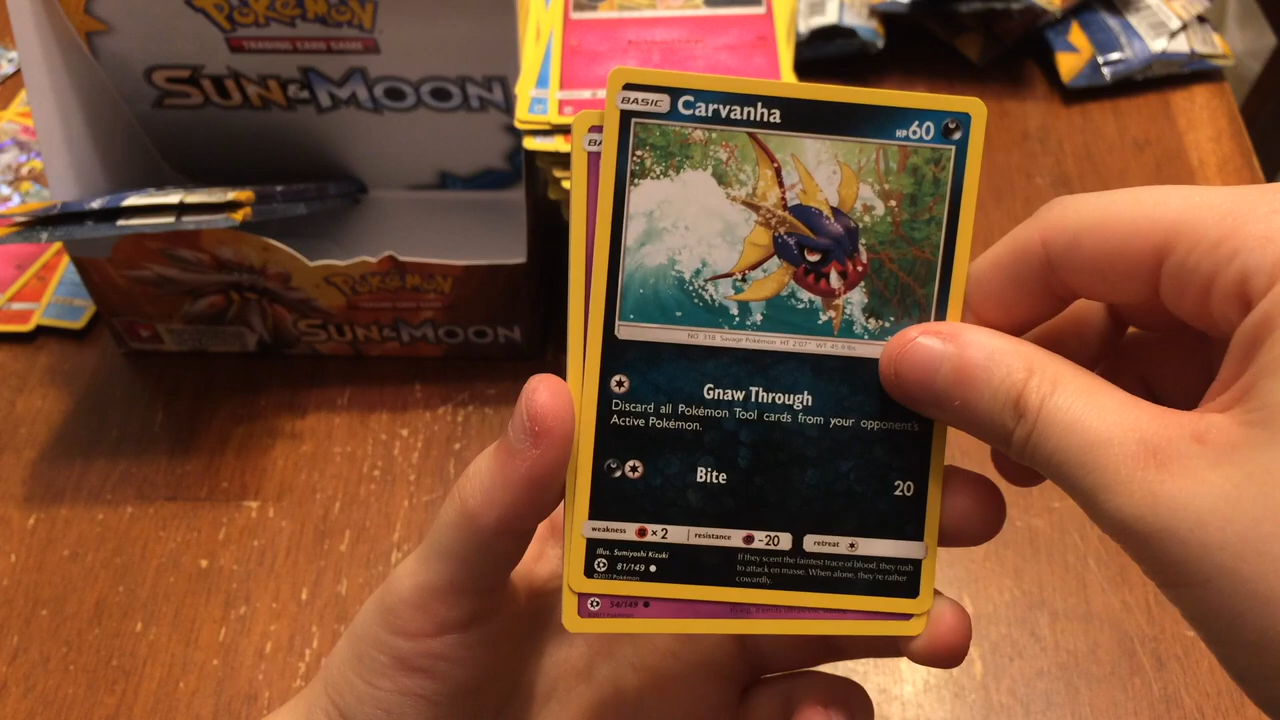 POKéMON
TRADING CARD GAME
SUN & MOON
POKéMON
SUN & MOON
BASIC
Carvanha
HP 60
NO. 318 Savage Pokémon HT 2'07" WT 45.9 lbs
Gnaw Through
Discard all Pokémon Tool cards from your opponent's
Active Pokémon.
Bite
20
weakness ×2 resistance -20 retreat
Illus. Sumiyoshi Kizuki
81/149
©2017 Pokémon
If they scent the faintest trace of blood, they rush
to attack en masse. When alone, they're rather
cowardly.
BA
54/149
©2017 Pokémon